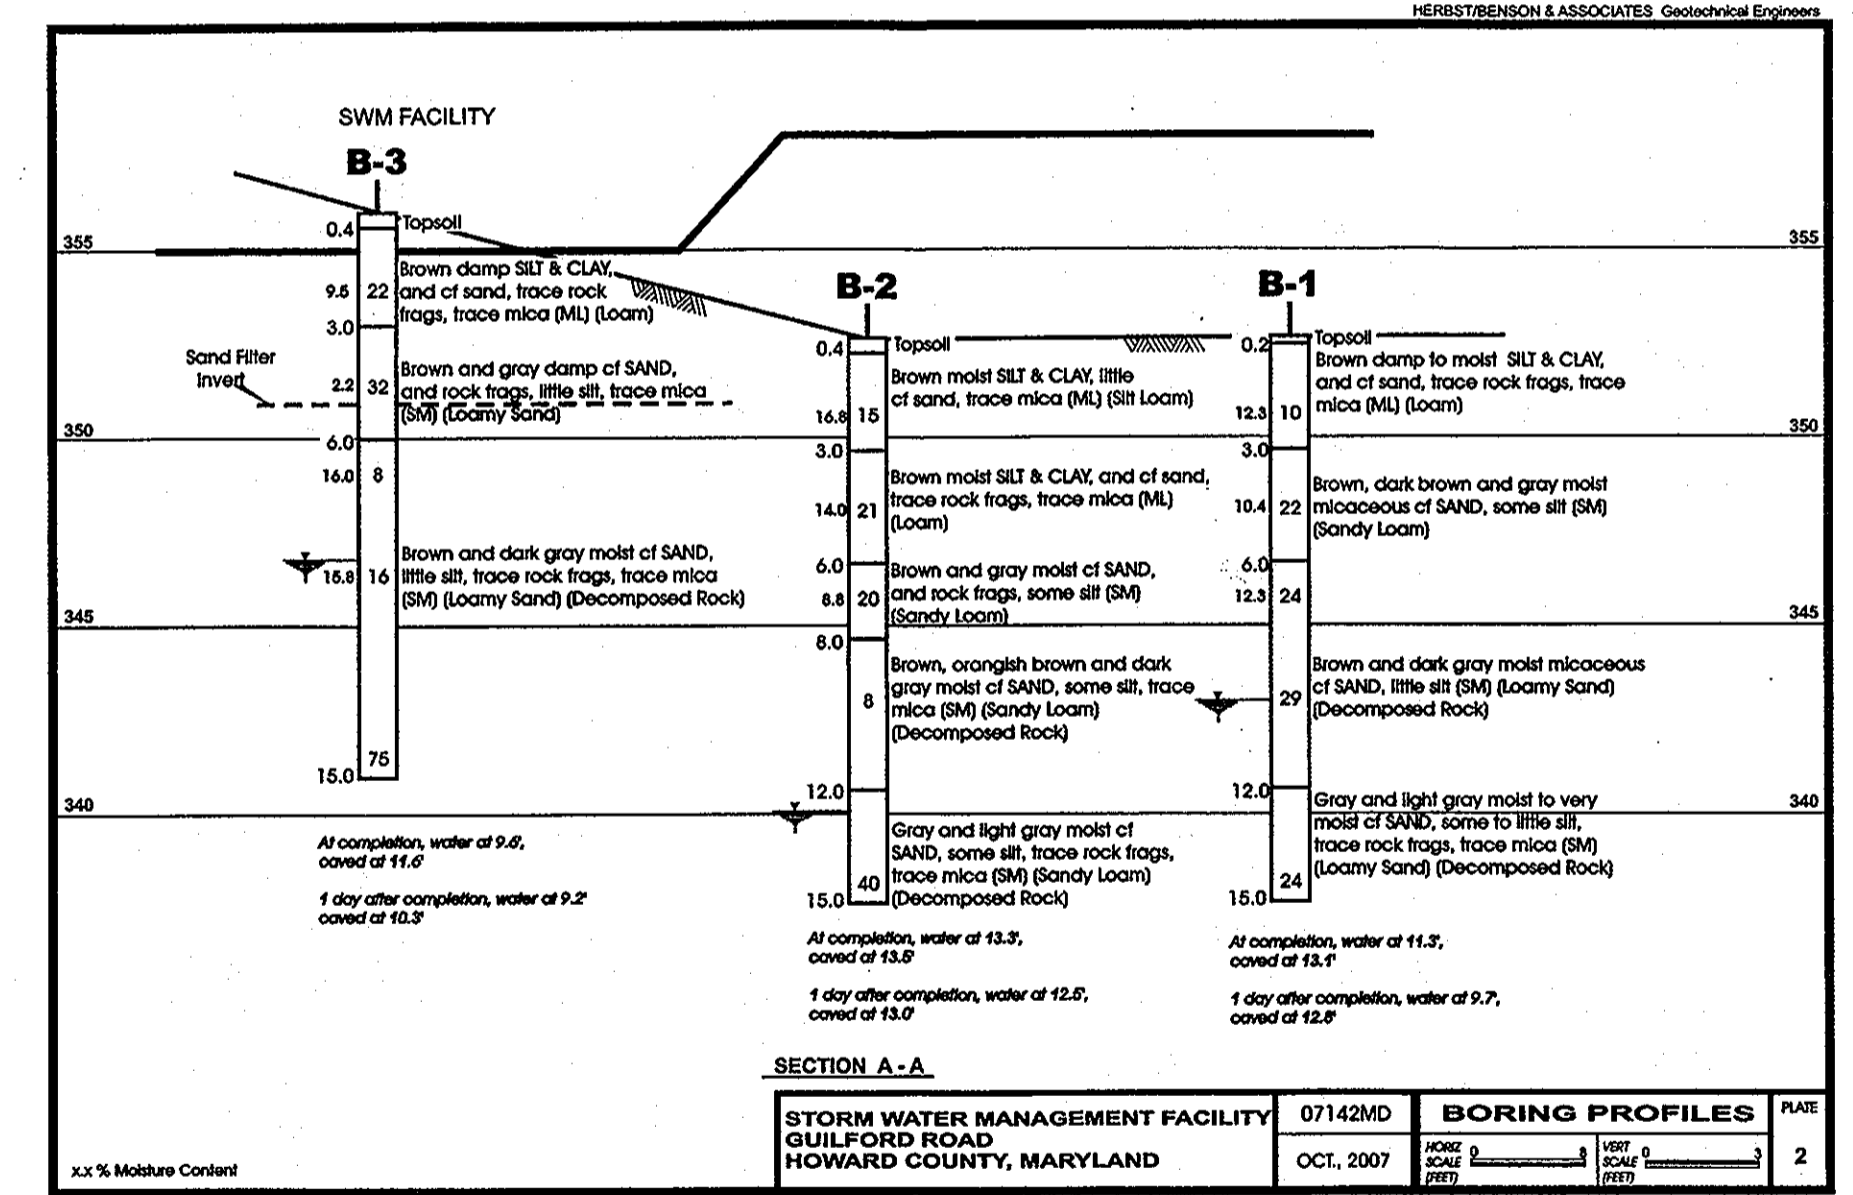 HERBST/BENSON & ASSOCIATES Geotechnical Engineers
SWM FACILITY
B-3
0.4
Topsoil
355
355
Brown damp SILT & CLAY,
9.5 22 and cf sand, trace rock
frags, trace mica (ML) (Loam)
3.0
Sand Filter
Invert
Brown and gray damp cf SAND,
2.2 32 and rock frags, little silt, trace mica
(SM) (Loamy Sand)
350
350
6.0
16.0 8
Brown and dark gray moist cf SAND,
15.8 16 little silt, trace rock frags, trace mica
(SM) (Loamy Sand) (Decomposed Rock)
345
345
75
15.0
340
340
At completion, water at 9.6',
caved at 11.6'
1 day after completion, water at 9.2'
caved at 10.3'
B-2
0.4
Topsoil
Brown moist SILT & CLAY, little
cf sand, trace mica (ML) (Silt Loam)
16.8 15
3.0
Brown moist SILT & CLAY, and cf sand,
trace rock frags, trace mica (ML)
14.0 21
(Loam)
6.0
Brown and gray moist cf SAND,
8.8 20 and rock frags, some silt (SM)
(Sandy Loam)
8.0
Brown, orangish brown and dark
gray moist cf SAND, some silt, trace
8 mica (SM) (Sandy Loam)
(Decomposed Rock)
12.0
Gray and light gray moist cf
SAND, some silt, trace rock frags,
trace mica (SM) (Sandy Loam)
40
15.0 (Decomposed Rock)
At completion, water at 13.3',
caved at 13.5'
1 day after completion, water at 12.5',
caved at 13.0'
B-1
0.2
Topsoil
Brown damp to moist SILT & CLAY,
and cf sand, trace rock frags, trace
12.3 10 mica (ML) (Loam)
3.0
Brown, dark brown and gray moist
10.4 22 micaceous cf SAND, some silt (SM)
(Sandy Loam)
6.0
12.3 24
Brown and dark gray moist micaceous
cf SAND, little silt (SM) (Loamy Sand)
29 (Decomposed Rock)
12.0
Gray and light gray moist to very
moist cf SAND, some to little silt,
trace rock frags, trace mica (SM)
(Loamy Sand) (Decomposed Rock)
24
15.0
At completion, water at 11.3',
caved at 13.1'
1 day after completion, water at 9.7',
caved at 12.8'
SECTION A - A
STORM WATER MANAGEMENT FACILITY
GUILFORD ROAD
HOWARD COUNTY, MARYLAND
07142MD
OCT., 2007
BORING PROFILES
HORIZ SCALE (FEET) 0 8
VERT SCALE (FEET) 0 3
PLATE
2
x.x % Moisture Content